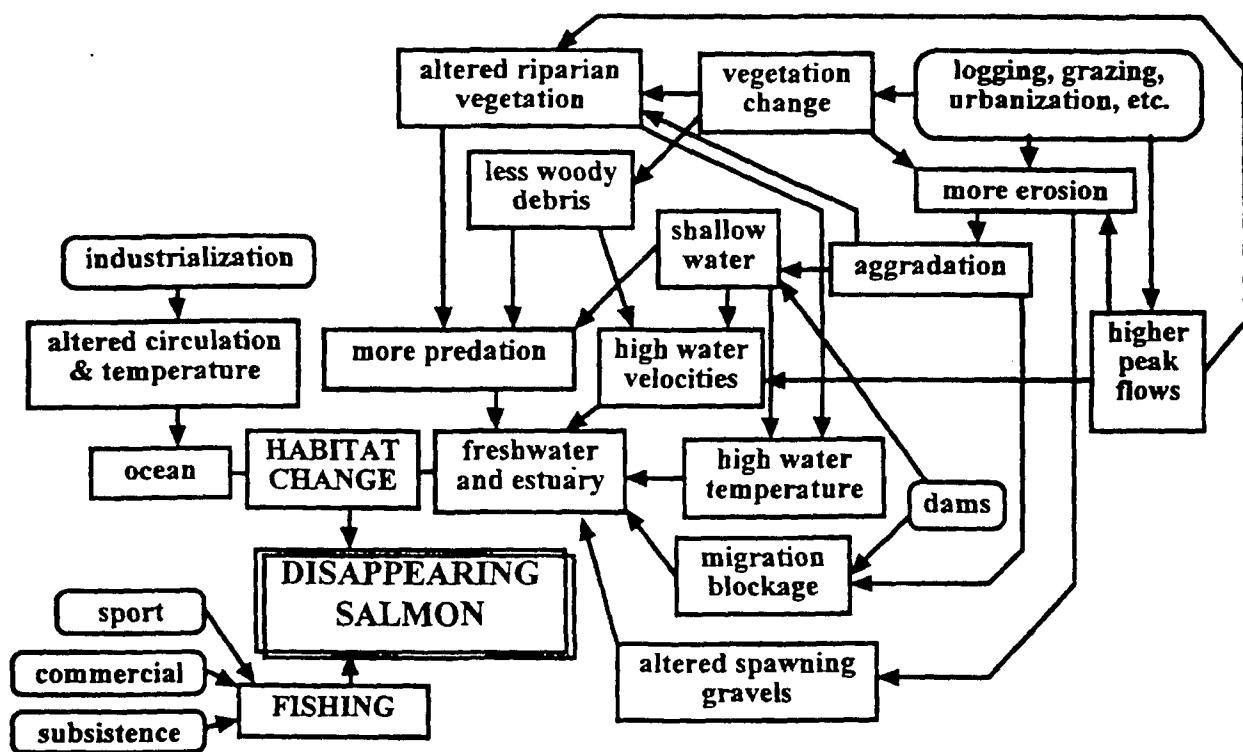 altered riparian
vegetation
vegetation
change
logging, grazing,
urbanization, etc.
less woody
debris
more erosion
shallow
water
aggradation
industrialization
altered circulation
& temperature
more predation
high water
velocities
higher
peak
flows
ocean
HABITAT
CHANGE
freshwater
and estuary
high water
temperature
dams
migration
blockage
DISAPPEARING
SALMON
sport
commercial
subsistence
FISHING
altered spawning
gravels